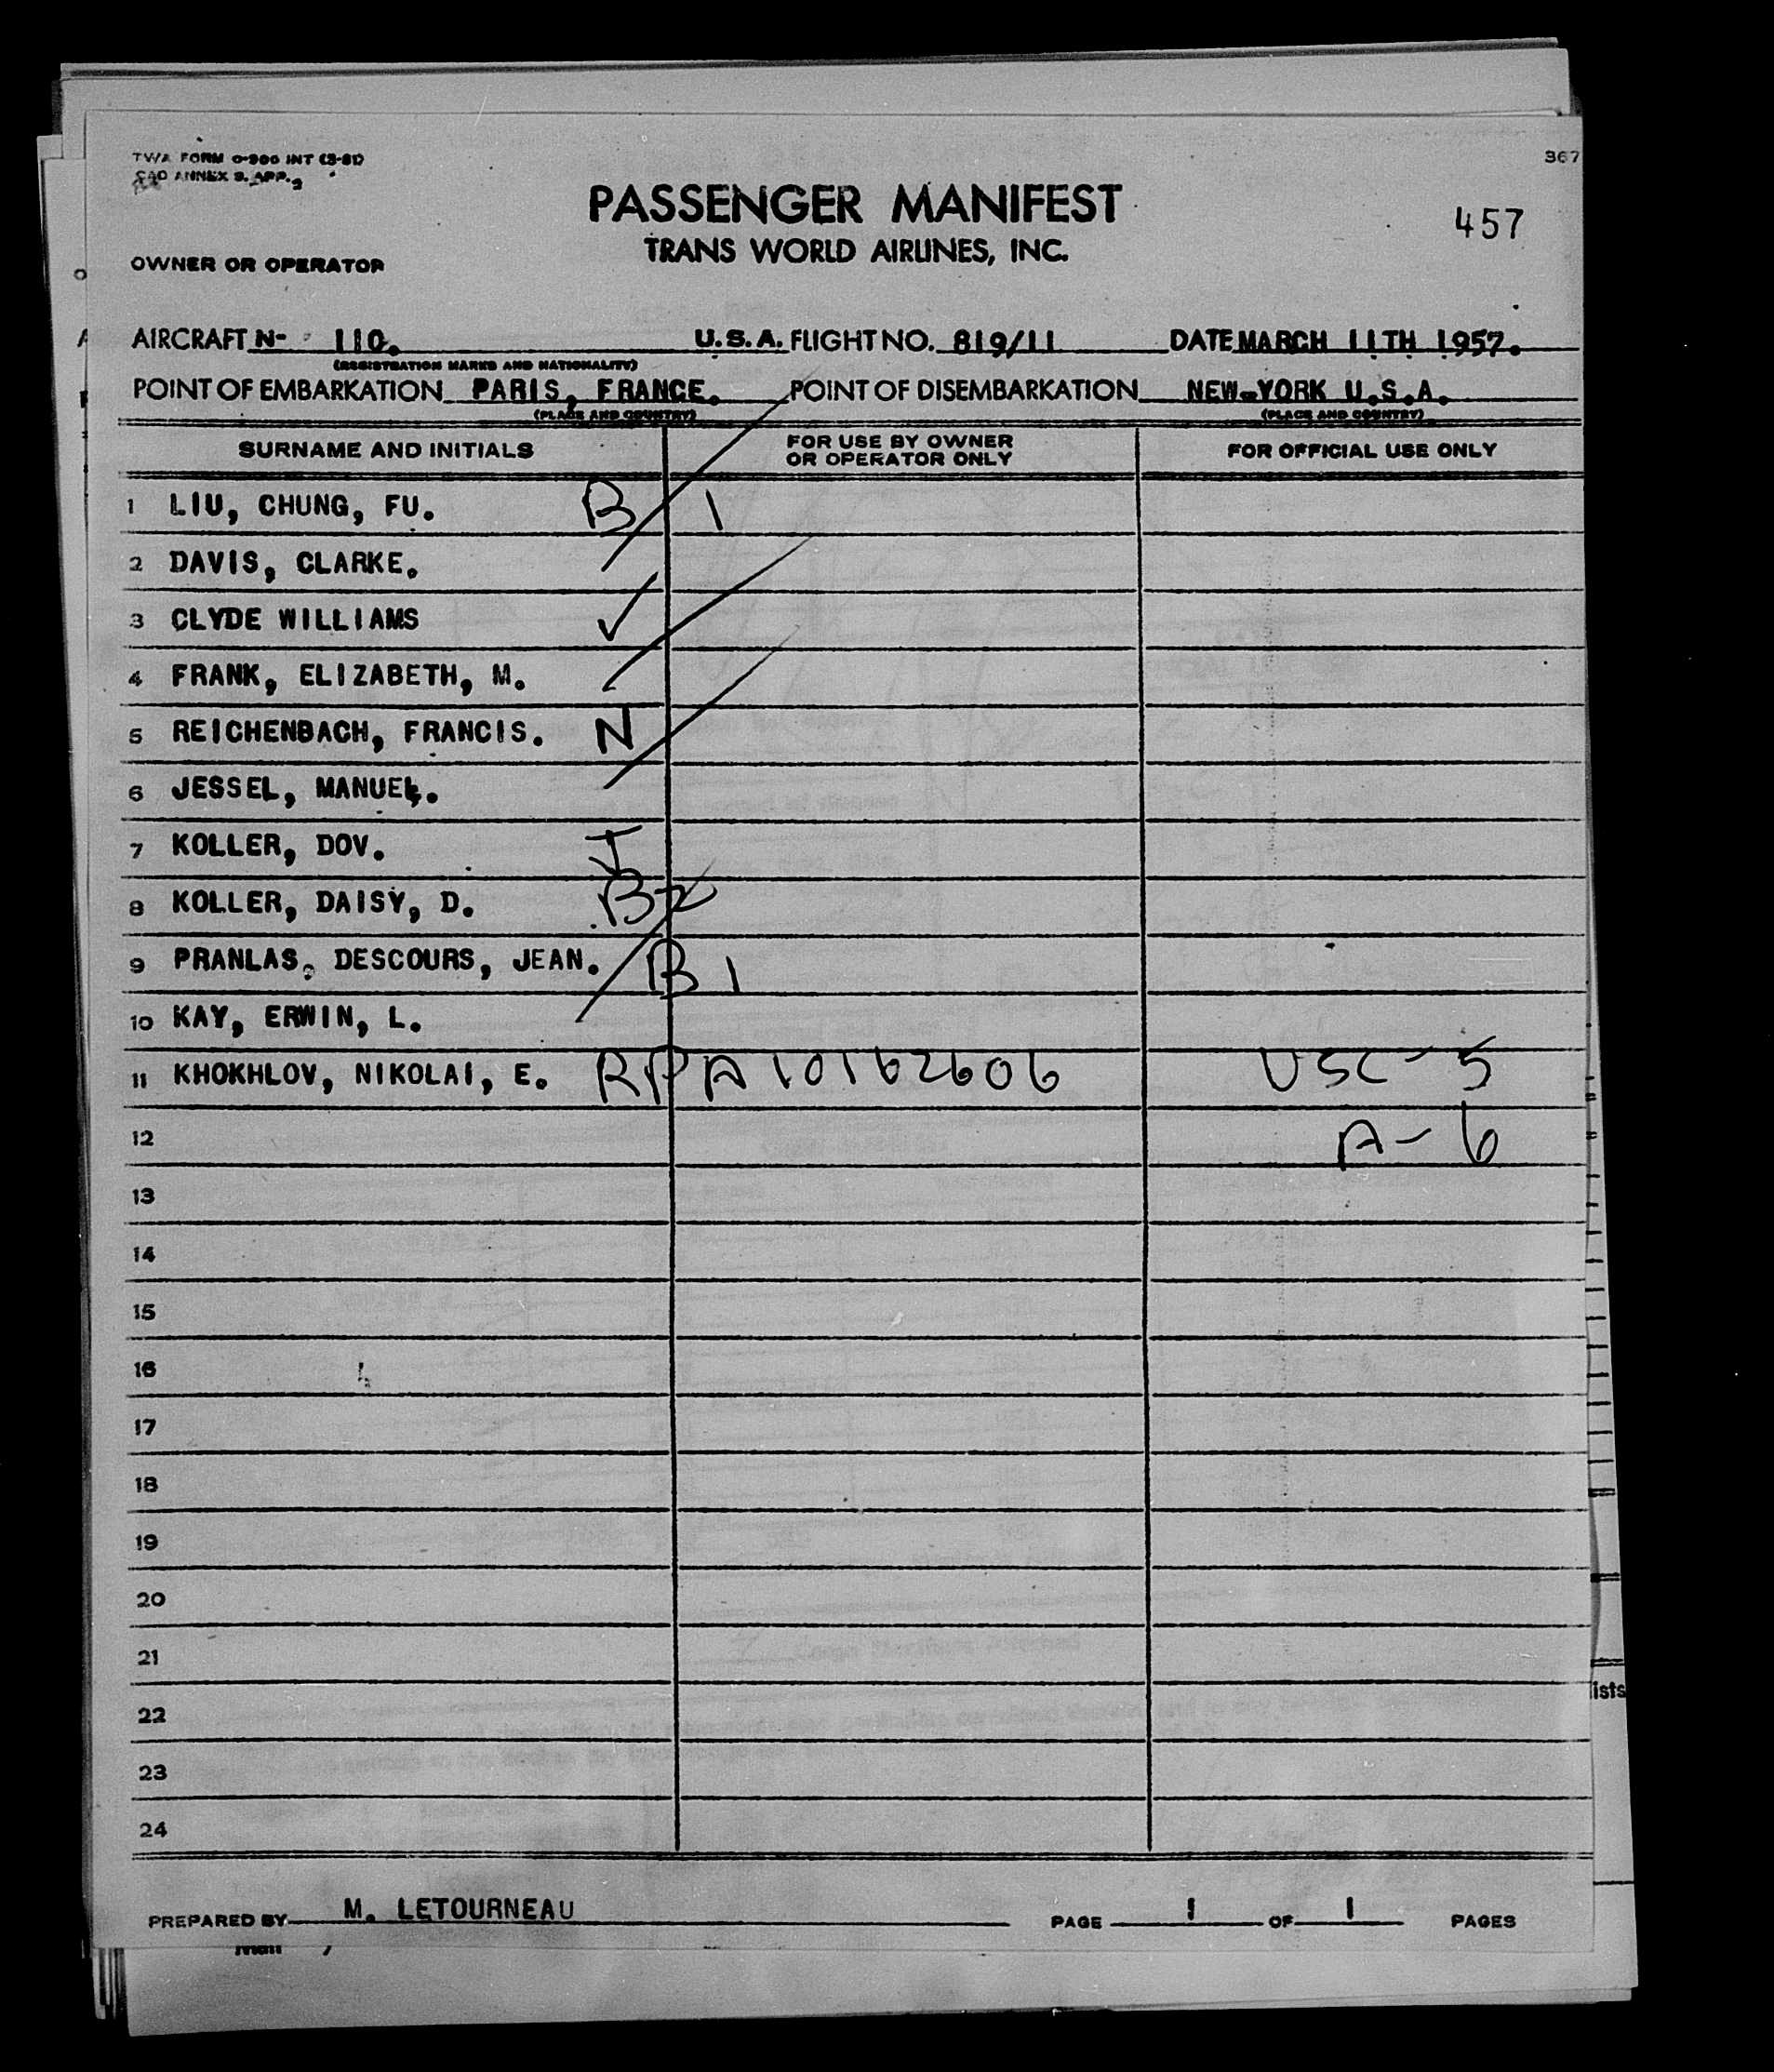 TWA FORM 0-900 INT (3-51)
CAO ANNEX 9. APP. 2
367
PASSENGER MANIFEST
457
TRANS WORLD AIRLINES, INC.
OWNER OR OPERATOR
AIRCRAFT N- 110. U.S.A. FLIGHT NO. 819/11 DATE MARCH 11TH 1957.
(REGISTRATION MARKS AND NATIONALITY)
POINT OF EMBARKATION PARIS, FRANCE. POINT OF DISEMBARKATION NEW-YORK U.S.A.
(PLACE AND COUNTRY) (PLACE AND COUNTRY)
SURNAME AND INITIALS FOR USE BY OWNER OR OPERATOR ONLY FOR OFFICIAL USE ONLY
1 LIU, CHUNG, FU. B 1
2 DAVIS, CLARKE.
3 CLYDE WILLIAMS ✓
4 FRANK, ELIZABETH, M.
5 REICHENBACH, FRANCIS. N
6 JESSEL, MANUEL.
7 KOLLER, DOV. J
8 KOLLER, DAISY, D. B2
9 PRANLAS, DESCOURS, JEAN. B 1
10 KAY, ERWIN, L.
11 KHOKHLOV, NIKOLAI, E. RP A10162606 USC-5
12 A-6
13
14
15
16
17
18
19
20
21
22
23
24
ists
PREPARED BY M. LETOURNEAU PAGE 1 OF 1 PAGES